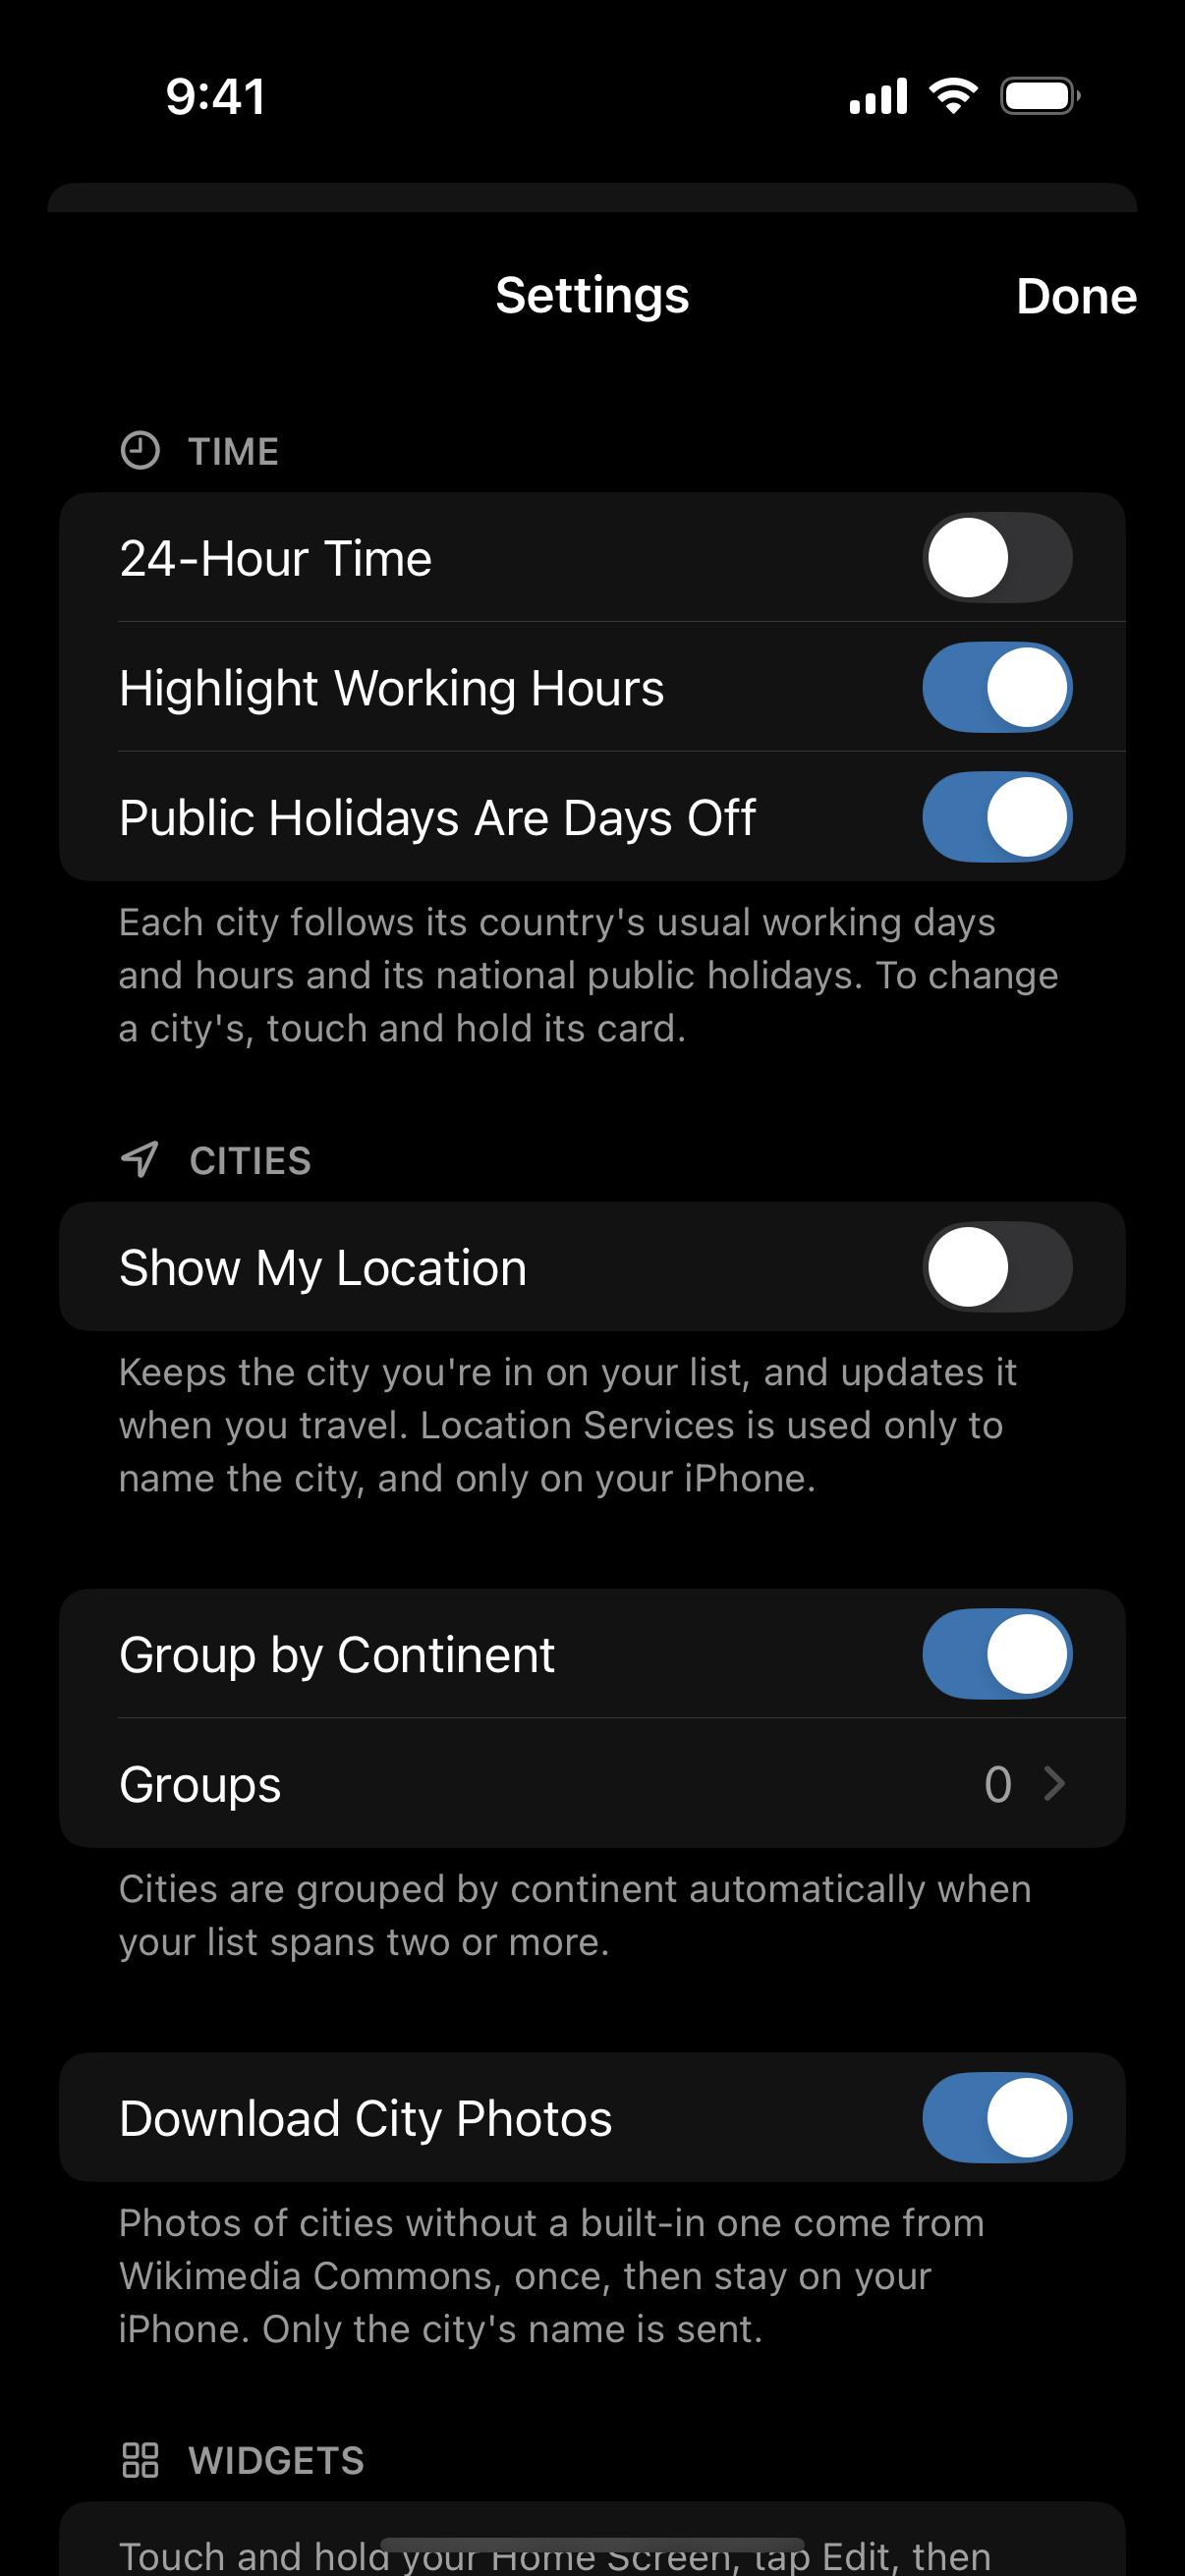 9:41
Settings
Done
TIME
24-Hour Time
Highlight Working Hours
Public Holidays Are Days Off
Each city follows its country's usual working days
and hours and its national public holidays. To change
a city's, touch and hold its card.
CITIES
Show My Location
Keeps the city you're in on your list, and updates it
when you travel. Location Services is used only to
name the city, and only on your iPhone.
Group by Continent
Groups
0
Cities are grouped by continent automatically when
your list spans two or more.
Download City Photos
Photos of cities without a built-in one come from
Wikimedia Commons, once, then stay on your
iPhone. Only the city's name is sent.
WIDGETS
Touch and hold your Home Screen, tap Edit, then